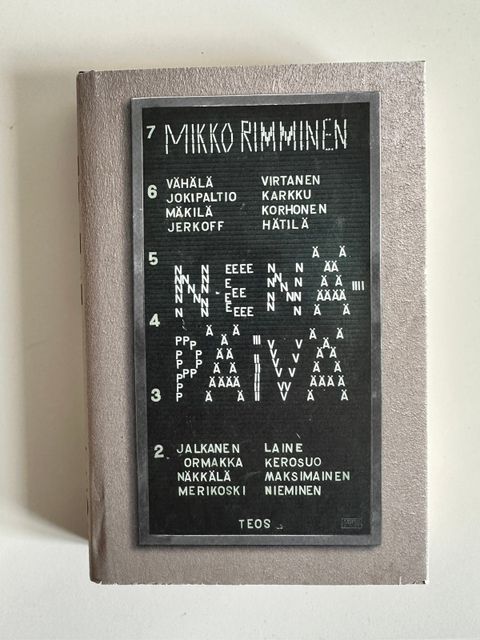 7 MIKKO RIMMINEN
6 VÄHÄLÄ VIRTANEN
JOKIPALTIO KARKKU
MÄKILÄ KORHONEN
JERKOFF HÄTILÄ
5
NENÄ-
4
PÄIVÄ
3
2 JALKANEN LAINE
ORMAKKA KEROSUO
NÄKKÄLÄ MAKSIMAINEN
MERIKOSKI NIEMINEN
TEOS